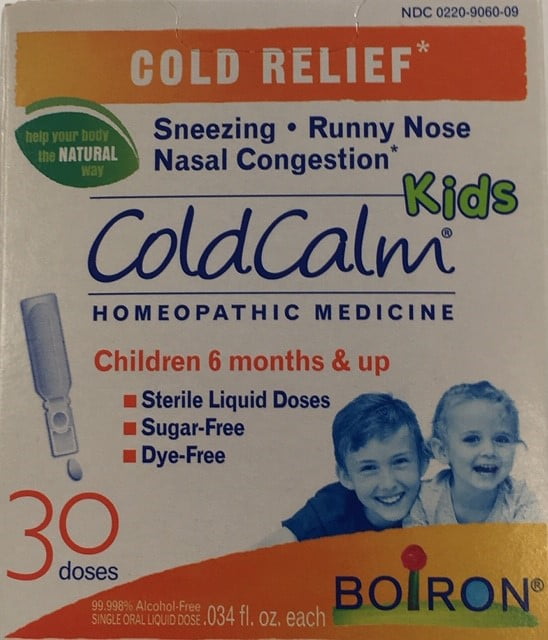 NDC 0220-9060-09
COLD RELIEF*
help your body
the NATURAL
way
Sneezing • Runny Nose
Nasal Congestion*
Kids
ColdCalm®
HOMEOPATHIC MEDICINE
Children 6 months & up
Sterile Liquid Doses
Sugar-Free
Dye-Free
30
doses
99.998% Alcohol-Free
SINGLE ORAL LIQUID DOSE .034 fl. oz. each
BOIRON®